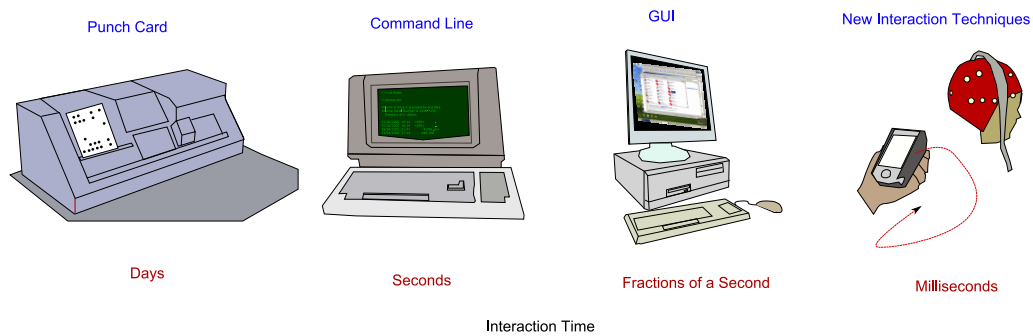 Punch Card
Command Line
GUI
New Interaction Techniques
Days
Seconds
Fractions of a Second
Milliseconds
Interaction Time